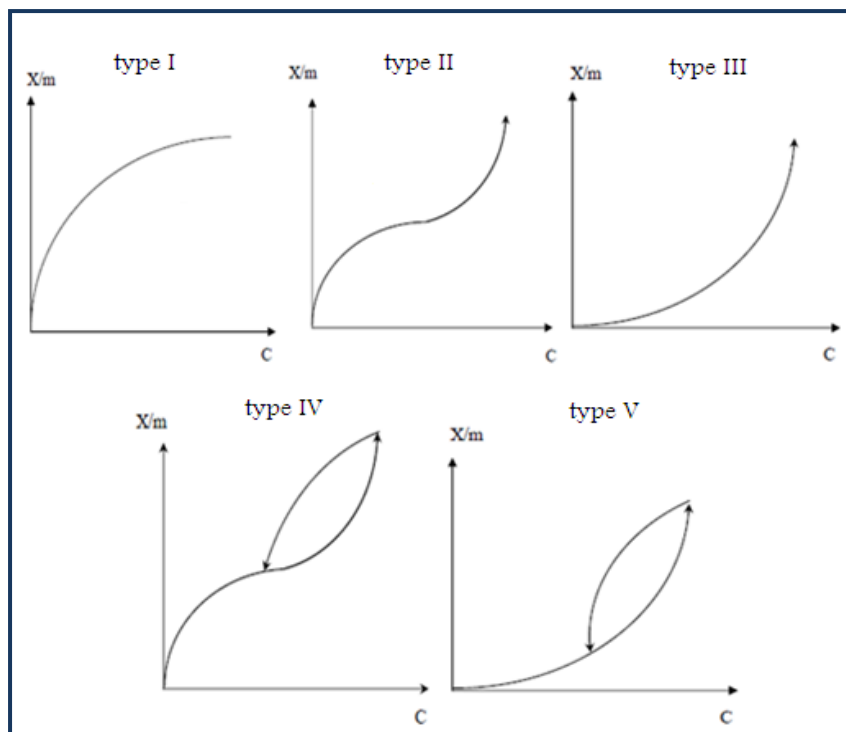 type I
X/m
C
type II
X/m
C
type III
X/m
C
type IV
X/m
C
type V
X/m
C